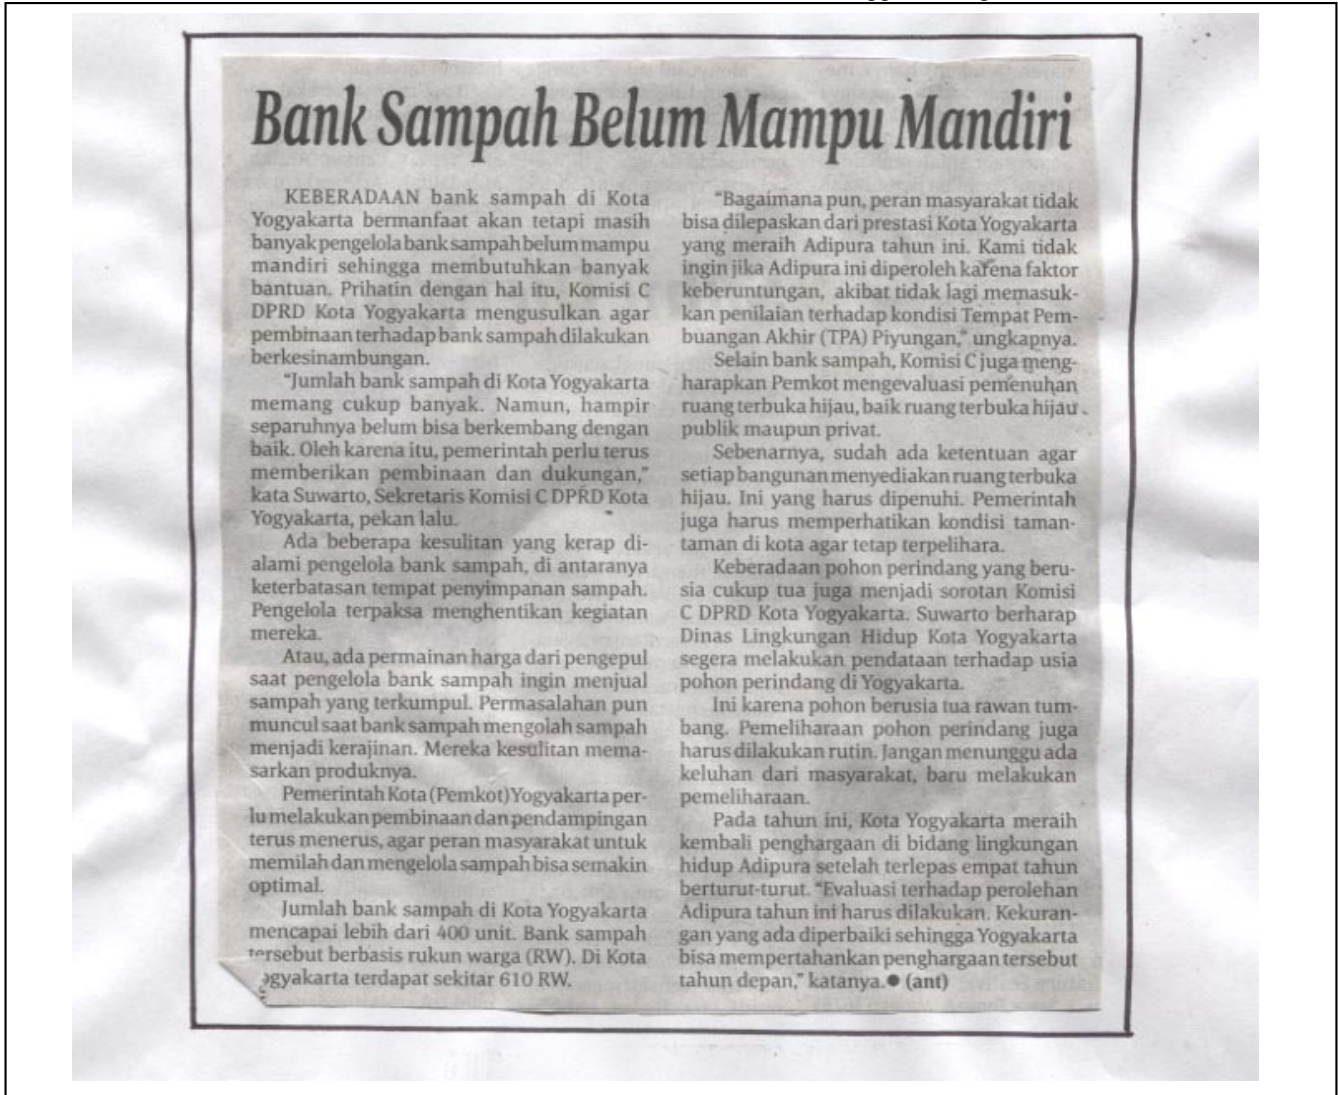 Bank Sampah Belum Mampu Mandiri
KEBERADAAN bank sampah di Kota
Yogyakarta bermanfaat akan tetapi masih
banyak pengelola bank sampah belum mampu
mandiri sehingga membutuhkan banyak
bantuan. Prihatin dengan hal itu, Komisi C
DPRD Kota Yogyakarta mengusulkan agar
pembinaan terhadap bank sampah dilakukan
berkesinambungan.
"Jumlah bank sampah di Kota Yogyakarta
memang cukup banyak. Namun, hampir
separuhnya belum bisa berkembang dengan
baik. Oleh karena itu, pemerintah perlu terus
memberikan pembinaan dan dukungan,"
kata Suwarto, Sekretaris Komisi C DPRD Kota
Yogyakarta, pekan lalu.
Ada beberapa kesulitan yang kerap di-
alami pengelola bank sampah, di antaranya
keterbatasan tempat penyimpanan sampah.
Pengelola terpaksa menghentikan kegiatan
mereka.
Atau, ada permainan harga dari pengepul
saat pengelola bank sampah ingin menjual
sampah yang terkumpul. Permasalahan pun
muncul saat bank sampah mengolah sampah
menjadi kerajinan. Mereka kesulitan mema-
sarkan produknya.
Pemerintah Kota (Pemkot) Yogyakarta per-
lu melakukan pembinaan dan pendampingan
terus menerus, agar peran masyarakat untuk
memilah dan mengelola sampah bisa semakin
optimal.
Jumlah bank sampah di Kota Yogyakarta
mencapai lebih dari 400 unit. Bank sampah
tersebut berbasis rukun warga (RW). Di Kota
ogyakarta terdapat sekitar 610 RW.
"Bagaimana pun, peran masyarakat tidak
bisa dilepaskan dari prestasi Kota Yogyakarta
yang meraih Adipura tahun ini. Kami tidak
ingin jika Adipura ini diperoleh karena faktor
keberuntungan, akibat tidak lagi memasuk-
kan penilaian terhadap kondisi Tempat Pem-
buangan Akhir (TPA) Piyungan," ungkapnya.
Selain bank sampah, Komisi C juga meng-
harapkan Pemkot mengevaluasi pemenuhan
ruang terbuka hijau, baik ruang terbuka hijau
publik maupun privat.
Sebenarnya, sudah ada ketentuan agar
setiap bangunan menyediakan ruang terbuka
hijau. Ini yang harus dipenuhi. Pemerintah
juga harus memperhatikan kondisi taman-
taman di kota agar tetap terpelihara.
Keberadaan pohon perindang yang beru-
sia cukup tua juga menjadi sorotan Komisi
C DPRD Kota Yogyakarta. Suwarto berharap
Dinas Lingkungan Hidup Kota Yogyakarta
segera melakukan pendataan terhadap usia
pohon perindang di Yogyakarta.
Ini karena pohon berusia tua rawan tum-
bang. Pemeliharaan pohon perindang juga
harus dilakukan rutin. Jangan menunggu ada
keluhan dari masyarakat, baru melakukan
pemeliharaan.
Pada tahun ini, Kota Yogyakarta meraih
kembali penghargaan di bidang lingkungan
hidup Adipura setelah terlepas empat tahun
berturut-turut. "Evaluasi terhadap perolehan
Adipura tahun ini harus dilakukan. Kekuran-
gan yang ada diperbaiki sehingga Yogyakarta
bisa mempertahankan penghargaan tersebut
tahun depan," katanya.● (ant)